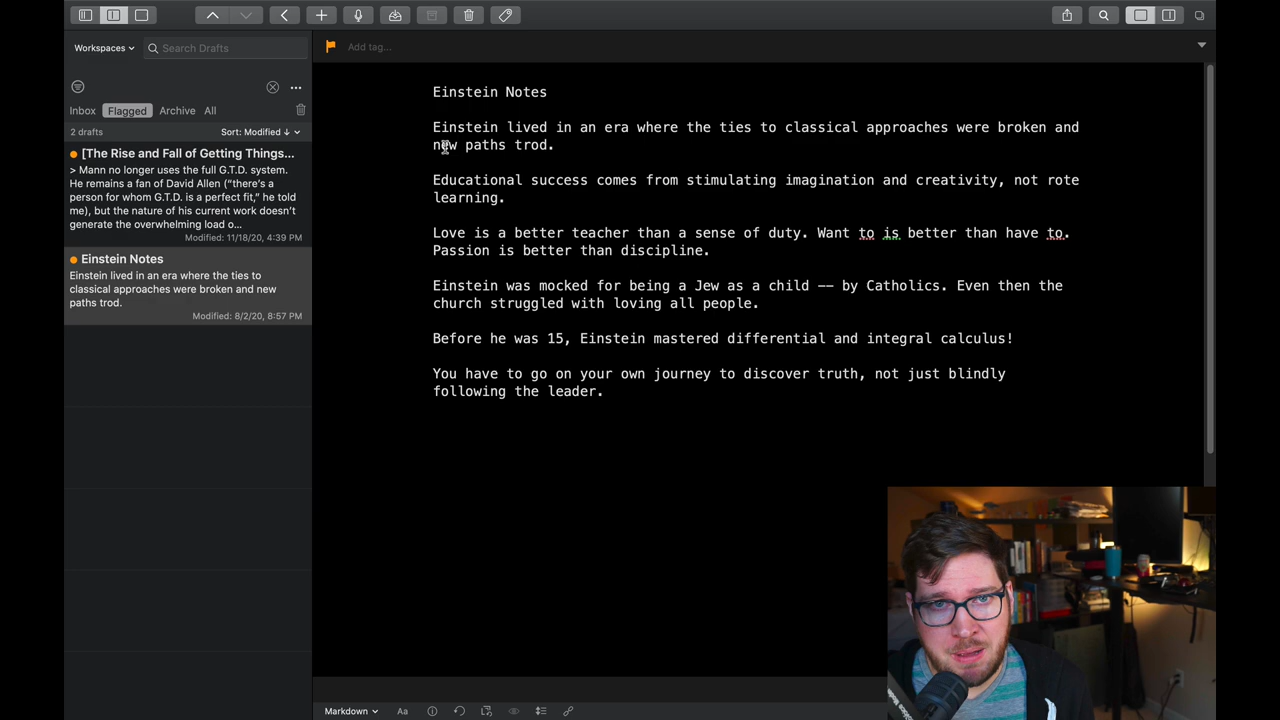 Workspaces
Search Drafts
Add tag...
Inbox Flagged Archive All
2 drafts
Sort: Modified
[The Rise and Fall of Getting Things...
> Mann no longer uses the full G.T.D. system.
He remains a fan of David Allen (“there’s a
person for whom G.T.D. is a perfect fit,” he told
me), but the nature of his current work doesn’t
generate the overwhelming load o...
Modified: 11/18/20, 4:39 PM
Einstein Notes
Einstein lived in an era where the ties to
classical approaches were broken and new
paths trod.
Modified: 8/2/20, 8:57 PM
Einstein Notes
Einstein lived in an era where the ties to classical approaches were broken and
new paths trod.
Educational success comes from stimulating imagination and creativity, not rote
learning.
Love is a better teacher than a sense of duty. Want to is better than have to.
Passion is better than discipline.
Einstein was mocked for being a Jew as a child -- by Catholics. Even then the
church struggled with loving all people.
Before he was 15, Einstein mastered differential and integral calculus!
You have to go on your own journey to discover truth, not just blindly
following the leader.
Markdown
Aa